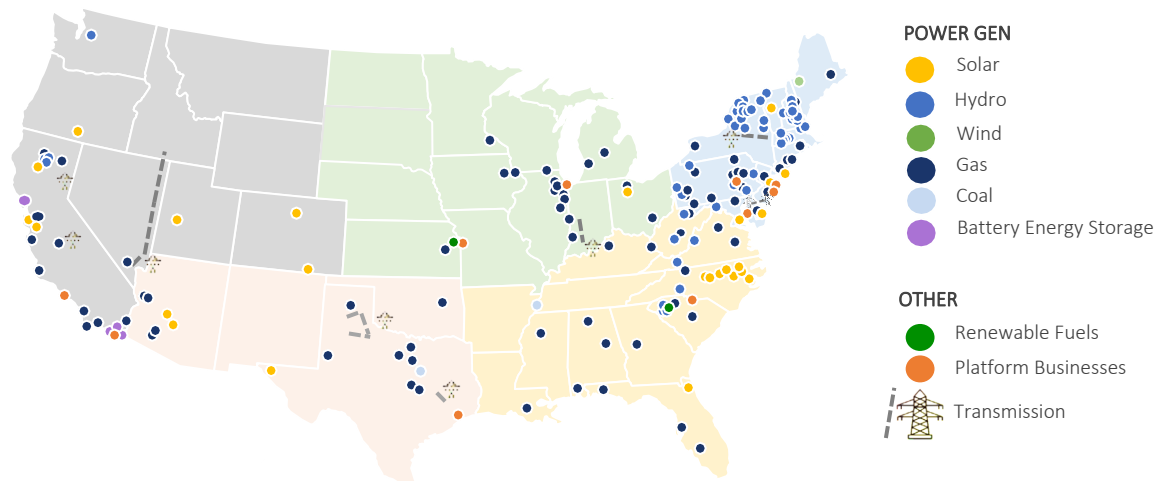 POWER GEN
Solar
Hydro
Wind
Gas
Coal
Battery Energy Storage
OTHER
Renewable Fuels
Platform Businesses
Transmission